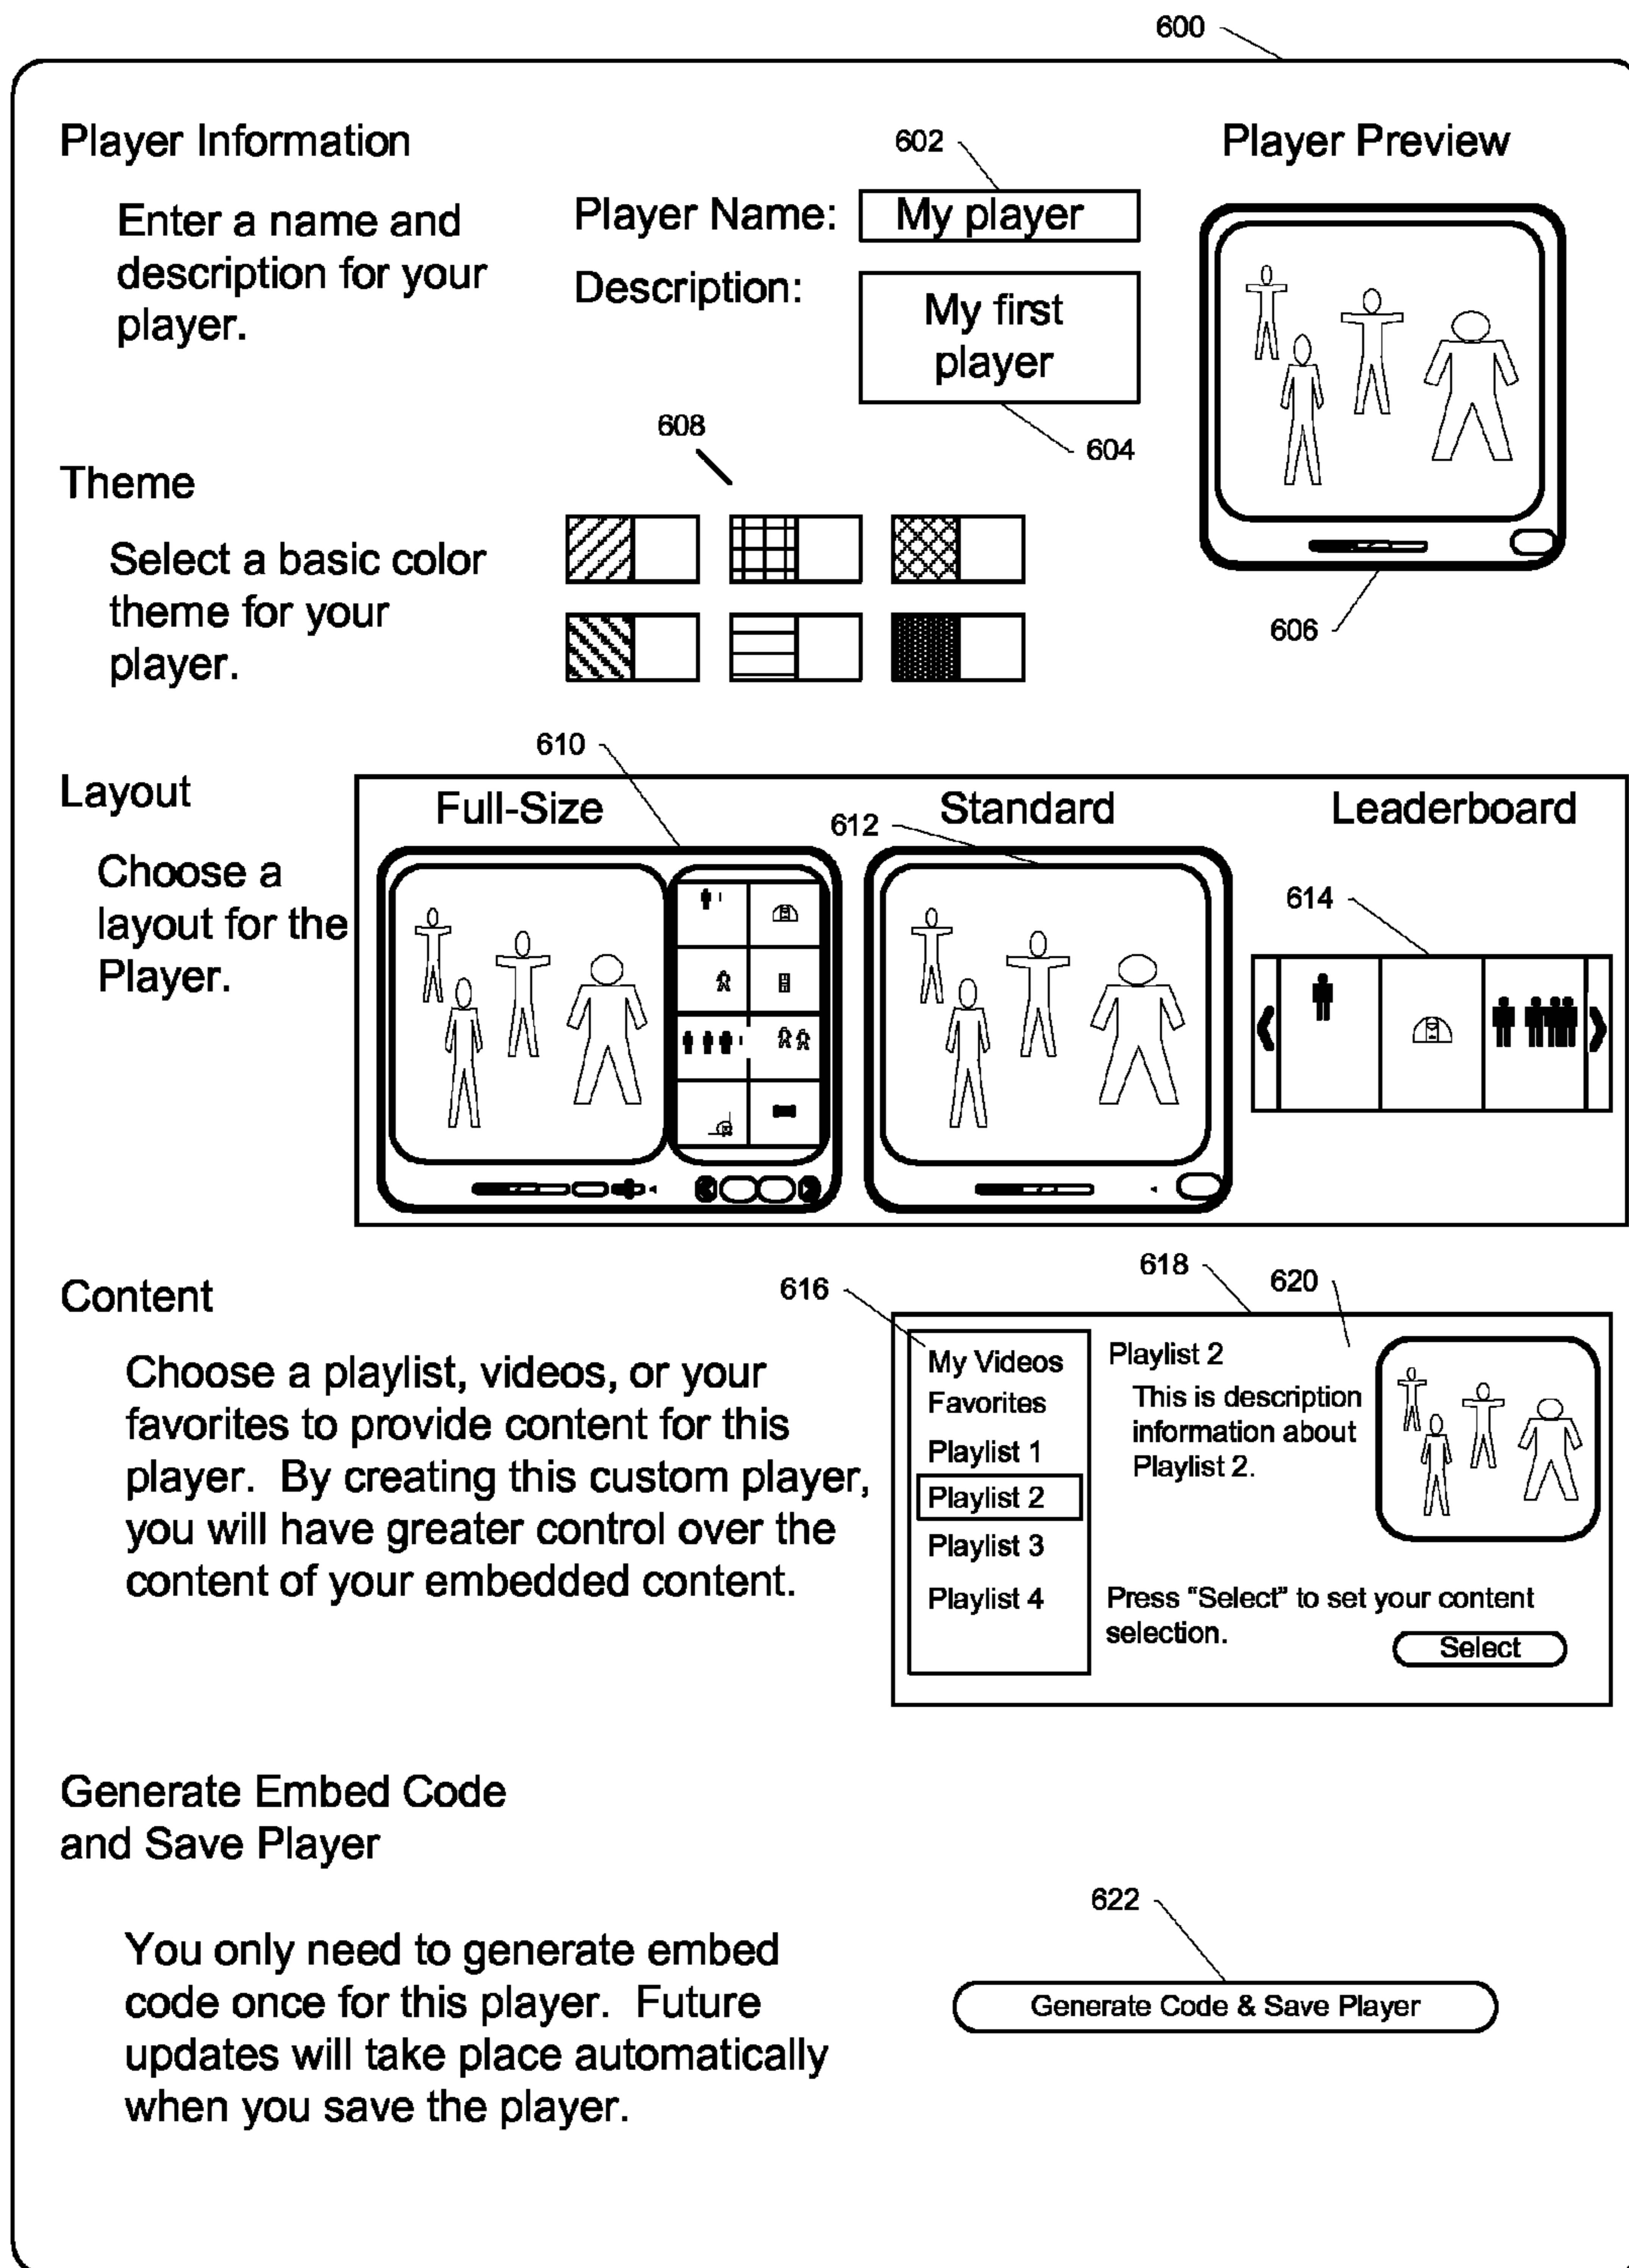 600
Player Information
602
Player Preview
Enter a name and
description for your
player.
Player Name:
My player
Description:
My first
player
604
606
608
Theme
Select a basic color
theme for your
player.
610
Layout
Choose a
layout for the
Player.
Full-Size
612
Standard
Leaderboard
614
Content
616
618
620
Choose a playlist, videos, or your
favorites to provide content for this
player. By creating this custom player,
you will have greater control over the
content of your embedded content.
My Videos
Favorites
Playlist 1
Playlist 2
Playlist 3
Playlist 4
Playlist 2
This is description
information about
Playlist 2.
Press "Select" to set your content
selection.
Select
Generate Embed Code
and Save Player
622
You only need to generate embed
code once for this player. Future
updates will take place automatically
when you save the player.
Generate Code & Save Player